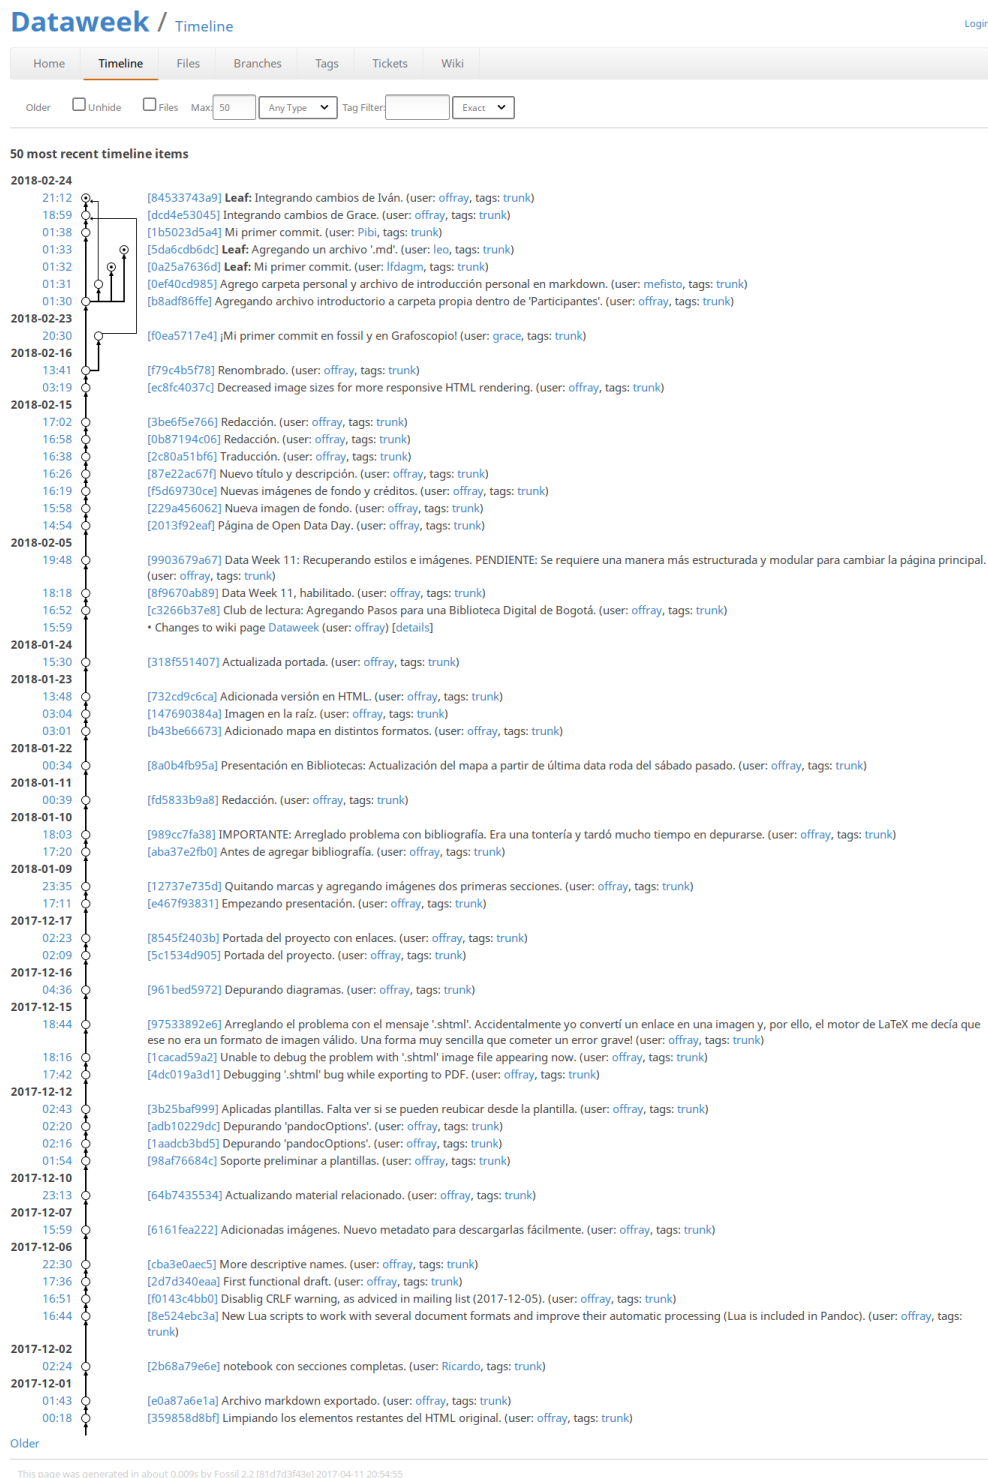 Dataweek / Timeline
Login
Home Timeline Files Branches Tags Tickets Wiki
Older Unhide Files Max: 50 Any Type Tag Filter: Exact
50 most recent timeline items
2018-02-24
21:12 [84533743a9] Leaf: Integrando cambios de Iván. (user: offray, tags: trunk)
18:59 [dcd4e53045] Integrando cambios de Grace. (user: offray, tags: trunk)
01:38 [1b5023d5a4] Mi primer commit. (user: Pibi, tags: trunk)
01:33 [5da6cdb6dc] Leaf: Agregando un archivo '.md'. (user: leo, tags: trunk)
01:32 [0a25a7636d] Leaf: Mi primer commit. (user: lfdagm, tags: trunk)
01:31 [0ef40cd985] Agrego carpeta personal y archivo de introducción personal en markdown. (user: mefisto, tags: trunk)
01:30 [b8adf86ffe] Agregando archivo introductorio a carpeta propia dentro de 'Participantes'. (user: offray, tags: trunk)
2018-02-23
20:30 [f0ea5717e4] ¡Mi primer commit en fossil y en Grafoscopio! (user: grace, tags: trunk)
2018-02-16
13:41 [f79c4b5f78] Renombrado. (user: offray, tags: trunk)
03:19 [ec8fc4037c] Decreased image sizes for more responsive HTML rendering. (user: offray, tags: trunk)
2018-02-15
17:02 [3be6f5e766] Redacción. (user: offray, tags: trunk)
16:58 [0b87194c06] Redacción. (user: offray, tags: trunk)
16:38 [2c80a51bf6] Traducción. (user: offray, tags: trunk)
16:26 [87e22ac67f] Nuevo título y descripción. (user: offray, tags: trunk)
16:19 [f5d69730ce] Nuevas imágenes de fondo y créditos. (user: offray, tags: trunk)
15:58 [229a456062] Nueva imagen de fondo. (user: offray, tags: trunk)
14:54 [2013f92eaf] Página de Open Data Day. (user: offray, tags: trunk)
2018-02-05
19:48 [9903679a67] Data Week 11: Recuperando estilos e imágenes. PENDIENTE: Se requiere una manera más estructurada y modular para cambiar la página principal.
(user: offray, tags: trunk)
18:18 [8f9670ab89] Data Week 11, habilitado. (user: offray, tags: trunk)
16:52 [c3266b37e8] Club de lectura: Agregando Pasos para una Biblioteca Digital de Bogotá. (user: offray, tags: trunk)
15:59 • Changes to wiki page Dataweek (user: offray) [details]
2018-01-24
15:30 [318f551407] Actualizada portada. (user: offray, tags: trunk)
2018-01-23
13:48 [732cd9c6ca] Adicionada versión en HTML. (user: offray, tags: trunk)
03:04 [147690384a] Imagen en la raíz. (user: offray, tags: trunk)
03:01 [b43be66673] Adicionado mapa en distintos formatos. (user: offray, tags: trunk)
2018-01-22
00:34 [8a0b4fb95a] Presentación en Bibliotecas: Actualización del mapa a partir de última data roda del sábado pasado. (user: offray, tags: trunk)
2018-01-11
00:39 [fd5833b9a8] Redacción. (user: offray, tags: trunk)
2018-01-10
18:03 [989cc7fa38] IMPORTANTE: Arreglado problema con bibliografía. Era una tontería y tardó mucho tiempo en depurarse. (user: offray, tags: trunk)
17:20 [aba37e2fb0] Antes de agregar bibliografía. (user: offray, tags: trunk)
2018-01-09
23:35 [12737e735d] Quitando marcas y agregando imágenes dos primeras secciones. (user: offray, tags: trunk)
17:11 [e467f93831] Empezando presentación. (user: offray, tags: trunk)
2017-12-17
02:23 [8545f2403b] Portada del proyecto con enlaces. (user: offray, tags: trunk)
02:09 [5c1534d905] Portada del proyecto. (user: offray, tags: trunk)
2017-12-16
04:36 [961bed5972] Depurando diagramas. (user: offray, tags: trunk)
2017-12-15
18:44 [97533892e6] Arreglando el problema con el mensaje '.shtml'. Accidentalmente yo convertí un enlace en una imagen y, por ello, el motor de LaTeX me decía que
ese no era un formato de imagen válido. Una forma muy sencilla que cometer un error grave! (user: offray, tags: trunk)
18:16 [1cacad59a2] Unable to debug the problem with '.shtml' image file appearing now. (user: offray, tags: trunk)
17:42 [4dc019a3d1] Debugging '.shtml' bug while exporting to PDF. (user: offray, tags: trunk)
2017-12-12
02:43 [3b25baf999] Aplicadas plantillas. Falta ver si se pueden reubicar desde la plantilla. (user: offray, tags: trunk)
02:20 [adb10229dc] Depurando 'pandocOptions'. (user: offray, tags: trunk)
02:16 [1aadcb3bd5] Depurando 'pandocOptions'. (user: offray, tags: trunk)
01:54 [98af76684c] Soporte preliminar a plantillas. (user: offray, tags: trunk)
2017-12-10
23:13 [64b7435534] Actualizando material relacionado. (user: offray, tags: trunk)
2017-12-07
15:59 [6161fea222] Adicionadas imágenes. Nuevo metadato para descargarlas fácilmente. (user: offray, tags: trunk)
2017-12-06
22:30 [cba3e0aec5] More descriptive names. (user: offray, tags: trunk)
17:36 [2d7d340eaa] First functional draft. (user: offray, tags: trunk)
16:51 [f0143c4bb0] Disablig CRLF warning, as adviced in mailing list (2017-12-05). (user: offray, tags: trunk)
16:44 [8e524ebc3a] New Lua scripts to work with several document formats and improve their automatic processing (Lua is included in Pandoc). (user: offray, tags:
trunk)
2017-12-02
02:24 [2b68a79e6e] notebook con secciones completas. (user: Ricardo, tags: trunk)
2017-12-01
01:43 [e0a87a6e1a] Archivo markdown exportado. (user: offray, tags: trunk)
00:18 [359858d8bf] Limpiando los elementos restantes del HTML original. (user: offray, tags: trunk)
Older
This page was generated in about 0.009s by Fossil 2.2 [81d7d3f43e] 2017-04-11 20:54:55